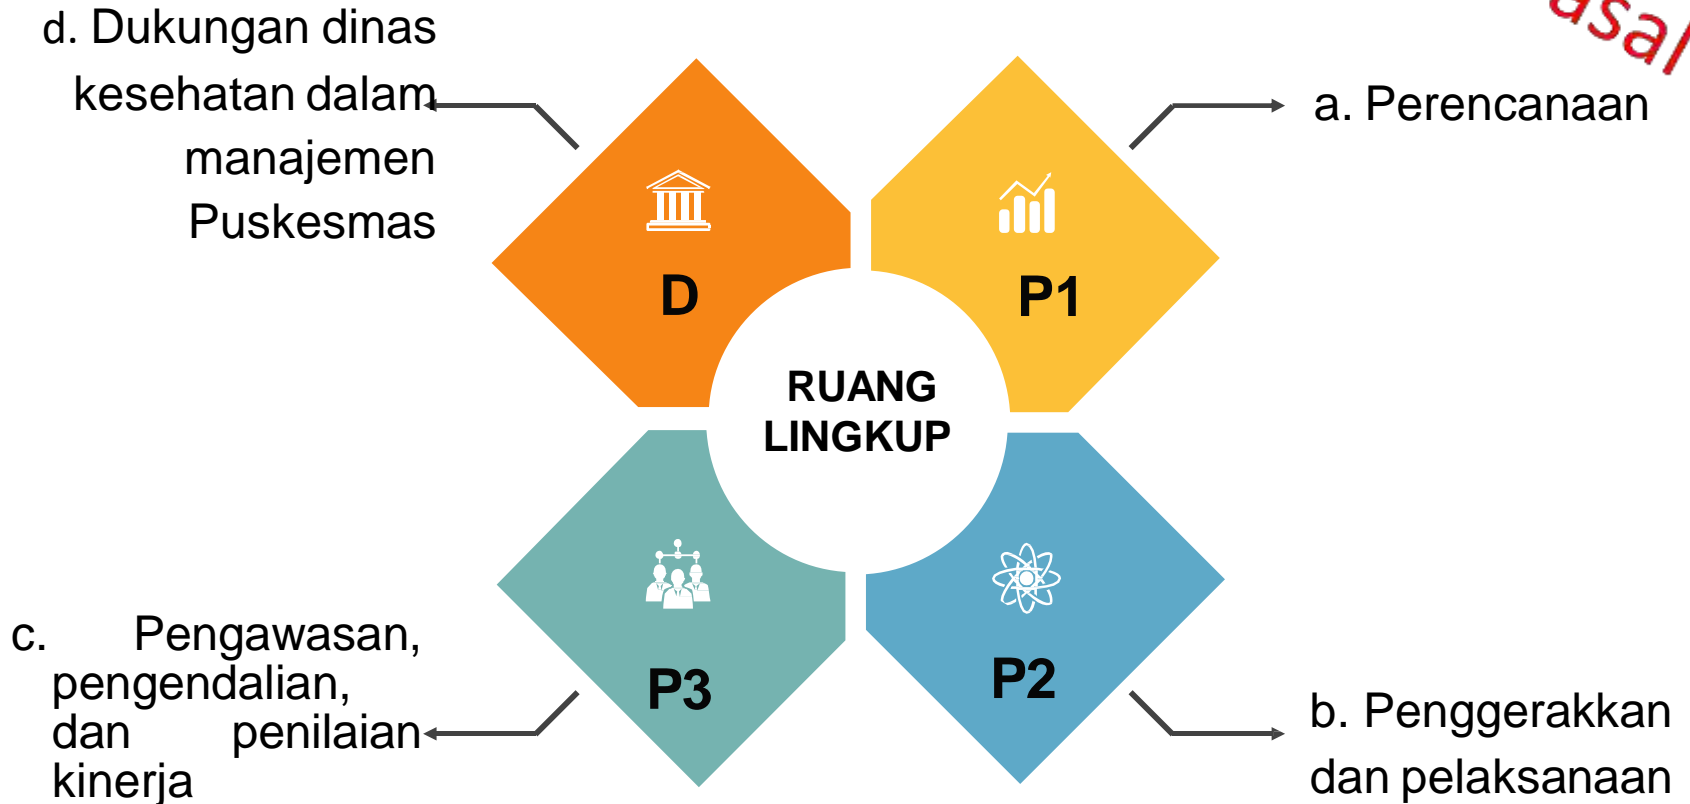 d. Dukungan dinas
kesehatan dalam
manajemen
Puskesmas
asal
a. Perencanaan
D
P1
RUANG
LINGKUP
P3
P2
c. Pengawasan,
pengendalian,
dan penilaian
kinerja
b. Penggerakkan
dan pelaksanaan